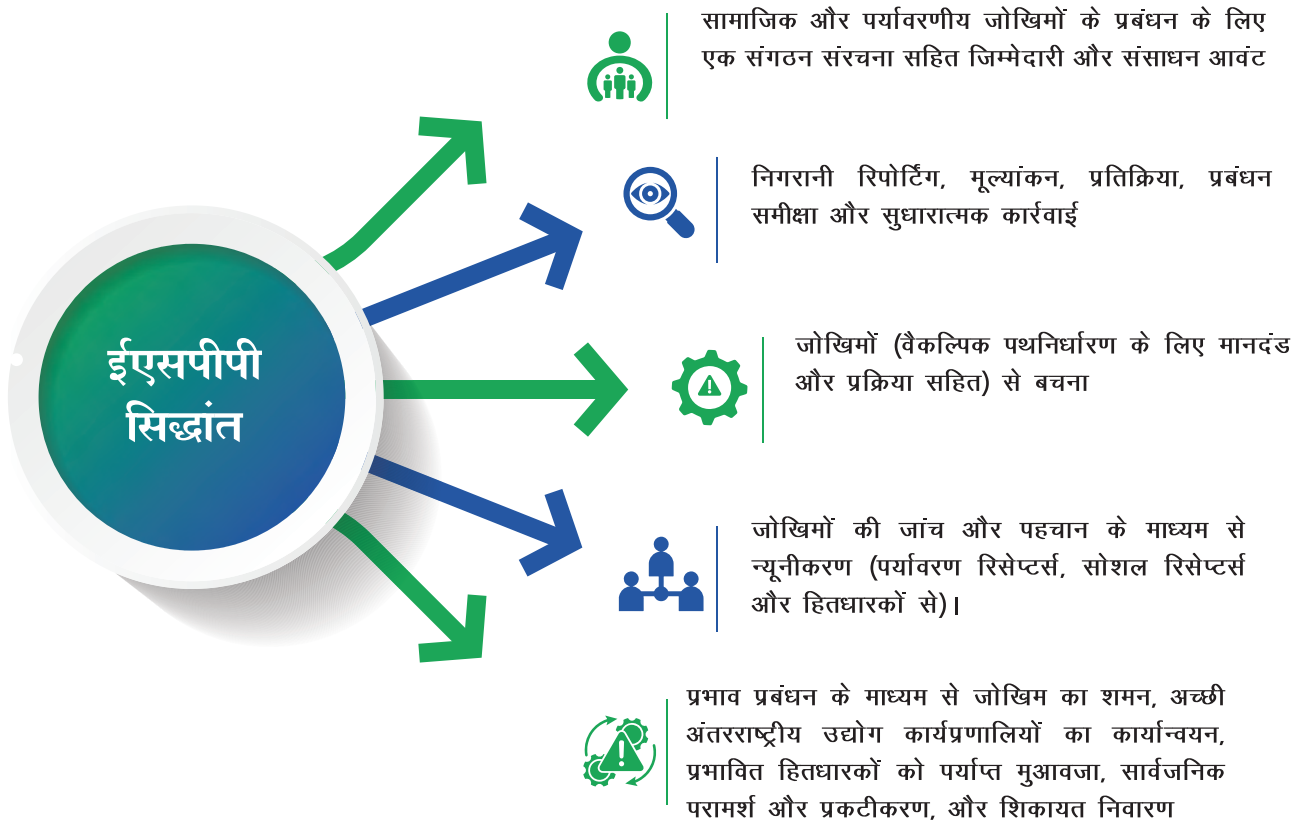 सामाजिक और पर्यावरणीय जोखिमों के प्रबंधन के लिए
एक संगठन संरचना सहित जिम्मेदारी और संसाधन आवंट
निगरानी रिपोर्टिंग, मूल्यांकन, प्रतिक्रिया, प्रबंधन
समीक्षा और सुधारात्मक कार्रवाई
ईएसपीपी
सिद्धांत
जोखिमों (वैकल्पिक पथनिर्धारण के लिए मानदंड
और प्रक्रिया सहित) से बचना
जोखिमों की जांच और पहचान के माध्यम से
न्यूनीकरण (पर्यावरण रिसेप्टर्स, सोशल रिसेप्टर्स
और हितधारकों से)।
प्रभाव प्रबंधन के माध्यम से जोखिम का शमन, अच्छी
अंतरराष्ट्रीय उद्योग कार्यप्रणालियों का कार्यान्वयन,
प्रभावित हितधारकों को पर्याप्त मुआवजा, सार्वजनिक
परामर्श और प्रकटीकरण, और शिकायत निवारण